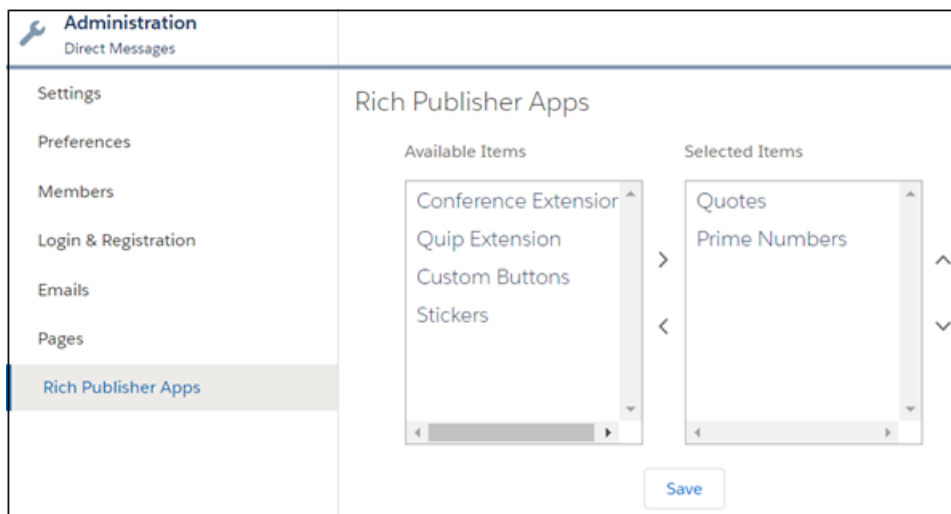 Administration
Direct Messages
Settings
Preferences
Members
Login & Registration
Emails
Pages
Rich Publisher Apps
Rich Publisher Apps
Available Items
Conference Extension
Quip Extension
Custom Buttons
Stickers
Selected Items
Quotes
Prime Numbers
Save